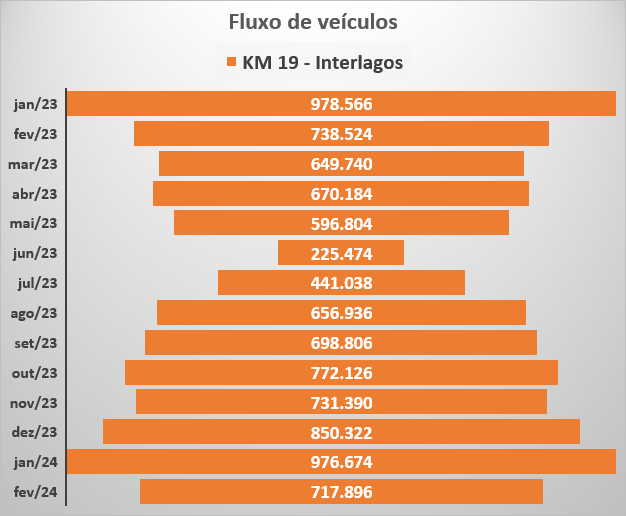 Fluxo de veículos
KM 19 - Interlagos
jan/23 978.566
fev/23 738.524
mar/23 649.740
abr/23 670.184
mai/23 596.804
jun/23 225.474
jul/23 441.038
ago/23 656.936
set/23 698.806
out/23 772.126
nov/23 731.390
dez/23 850.322
jan/24 976.674
fev/24 717.896